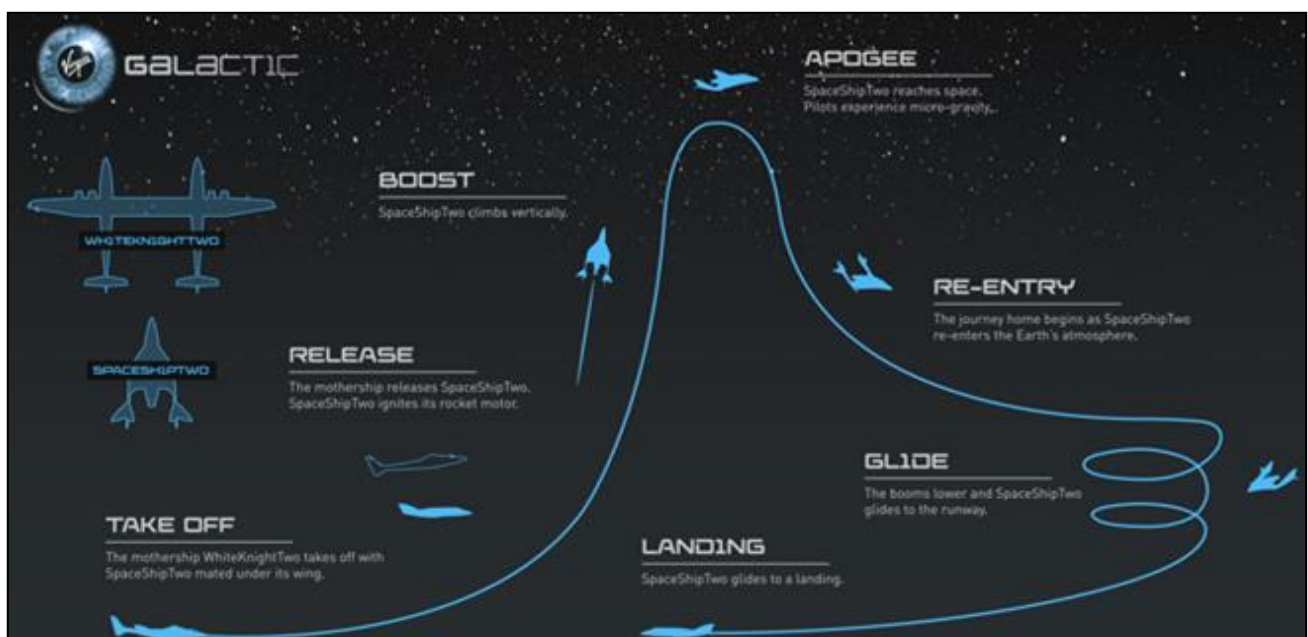 Virgin GALACTIC
APOGEE
SpaceShipTwo reaches space.
Pilots experience micro-gravity..
BOOST
SpaceShipTwo climbs vertically.
WHITEKNIGHTTWO
RE-ENTRY
The journey home begins as SpaceShipTwo
re-enters the Earth's atmosphere.
SPACESHIPTWO
RELEASE
The mothership releases SpaceShipTwo.
SpaceShipTwo ignites its rocket motor.
GLIDE
The booms lower and SpaceShipTwo
glides to the runway.
TAKE OFF
The mothership WhiteKnightTwo takes off with
SpaceShipTwo mated under its wing.
LANDING
SpaceShipTwo glides to a landing.